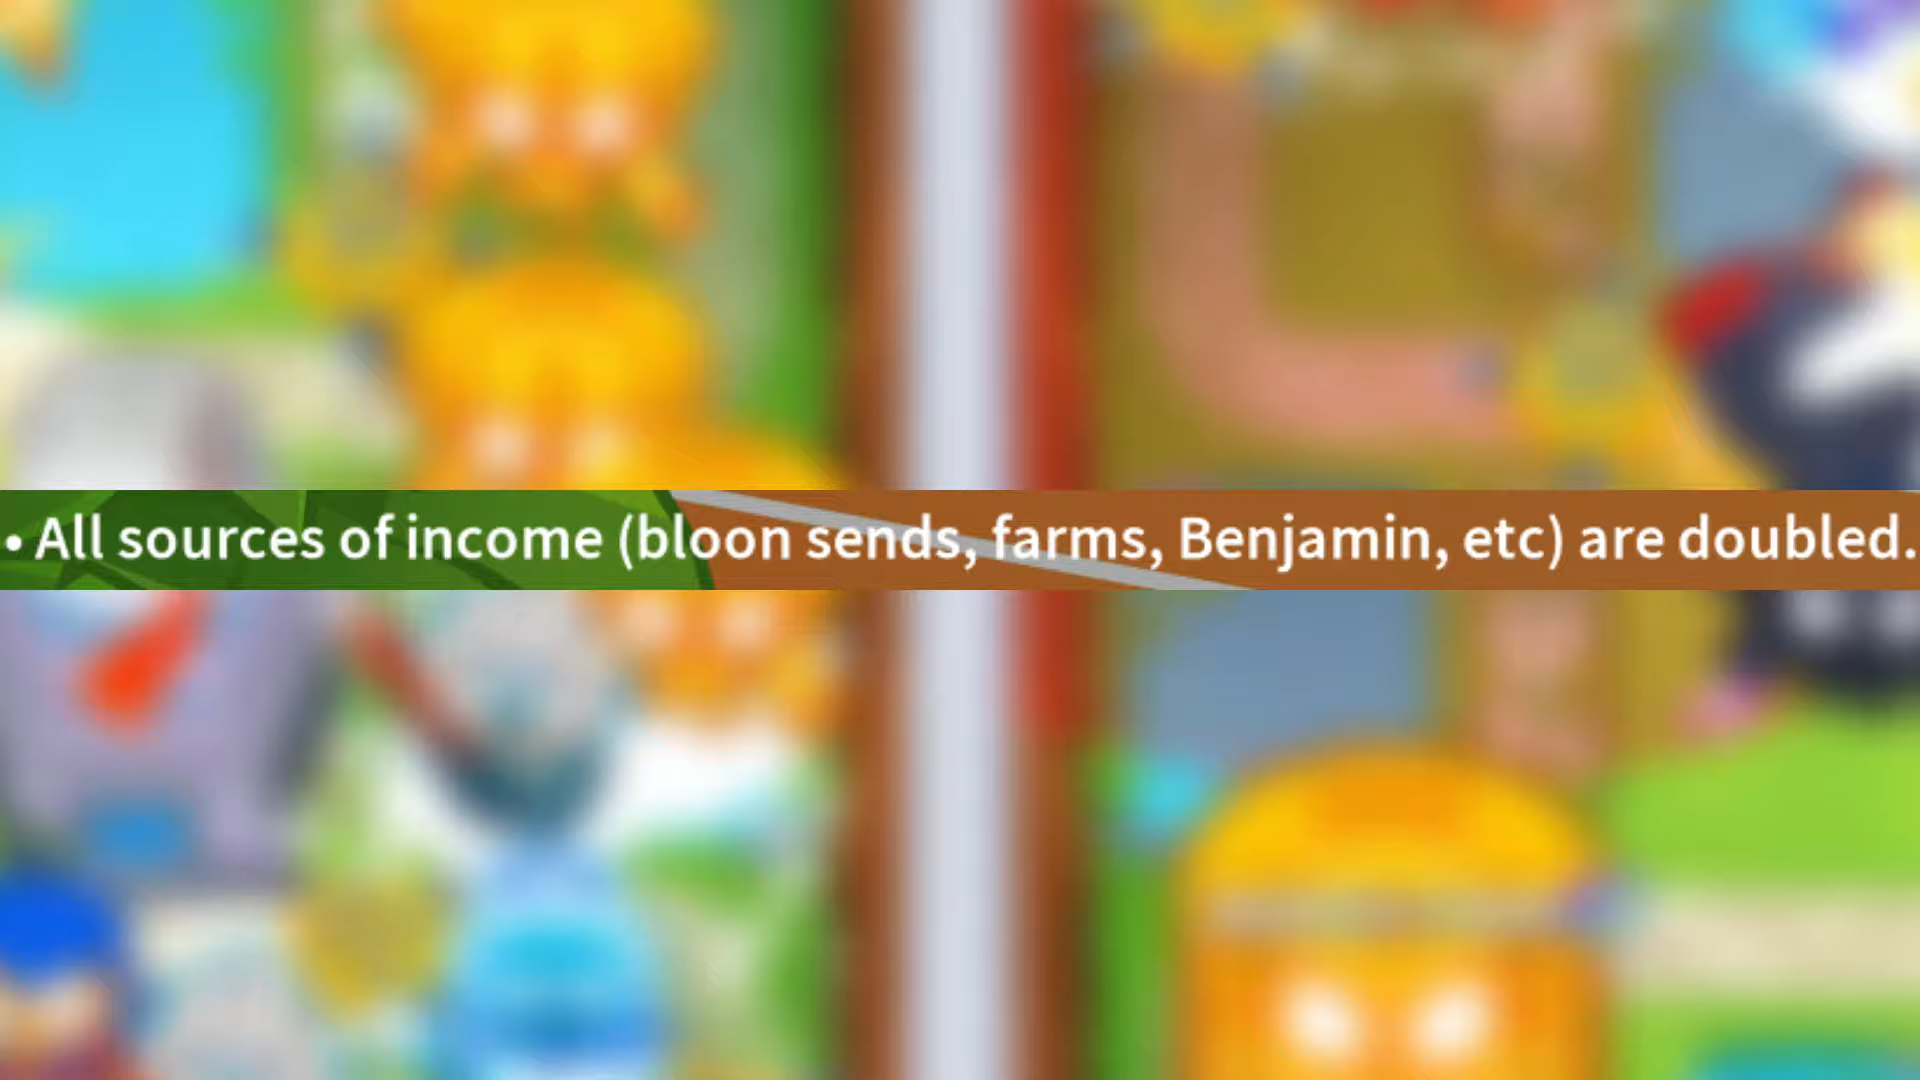 • All sources of income (bloon sends, farms, Benjamin, etc) are doubled.